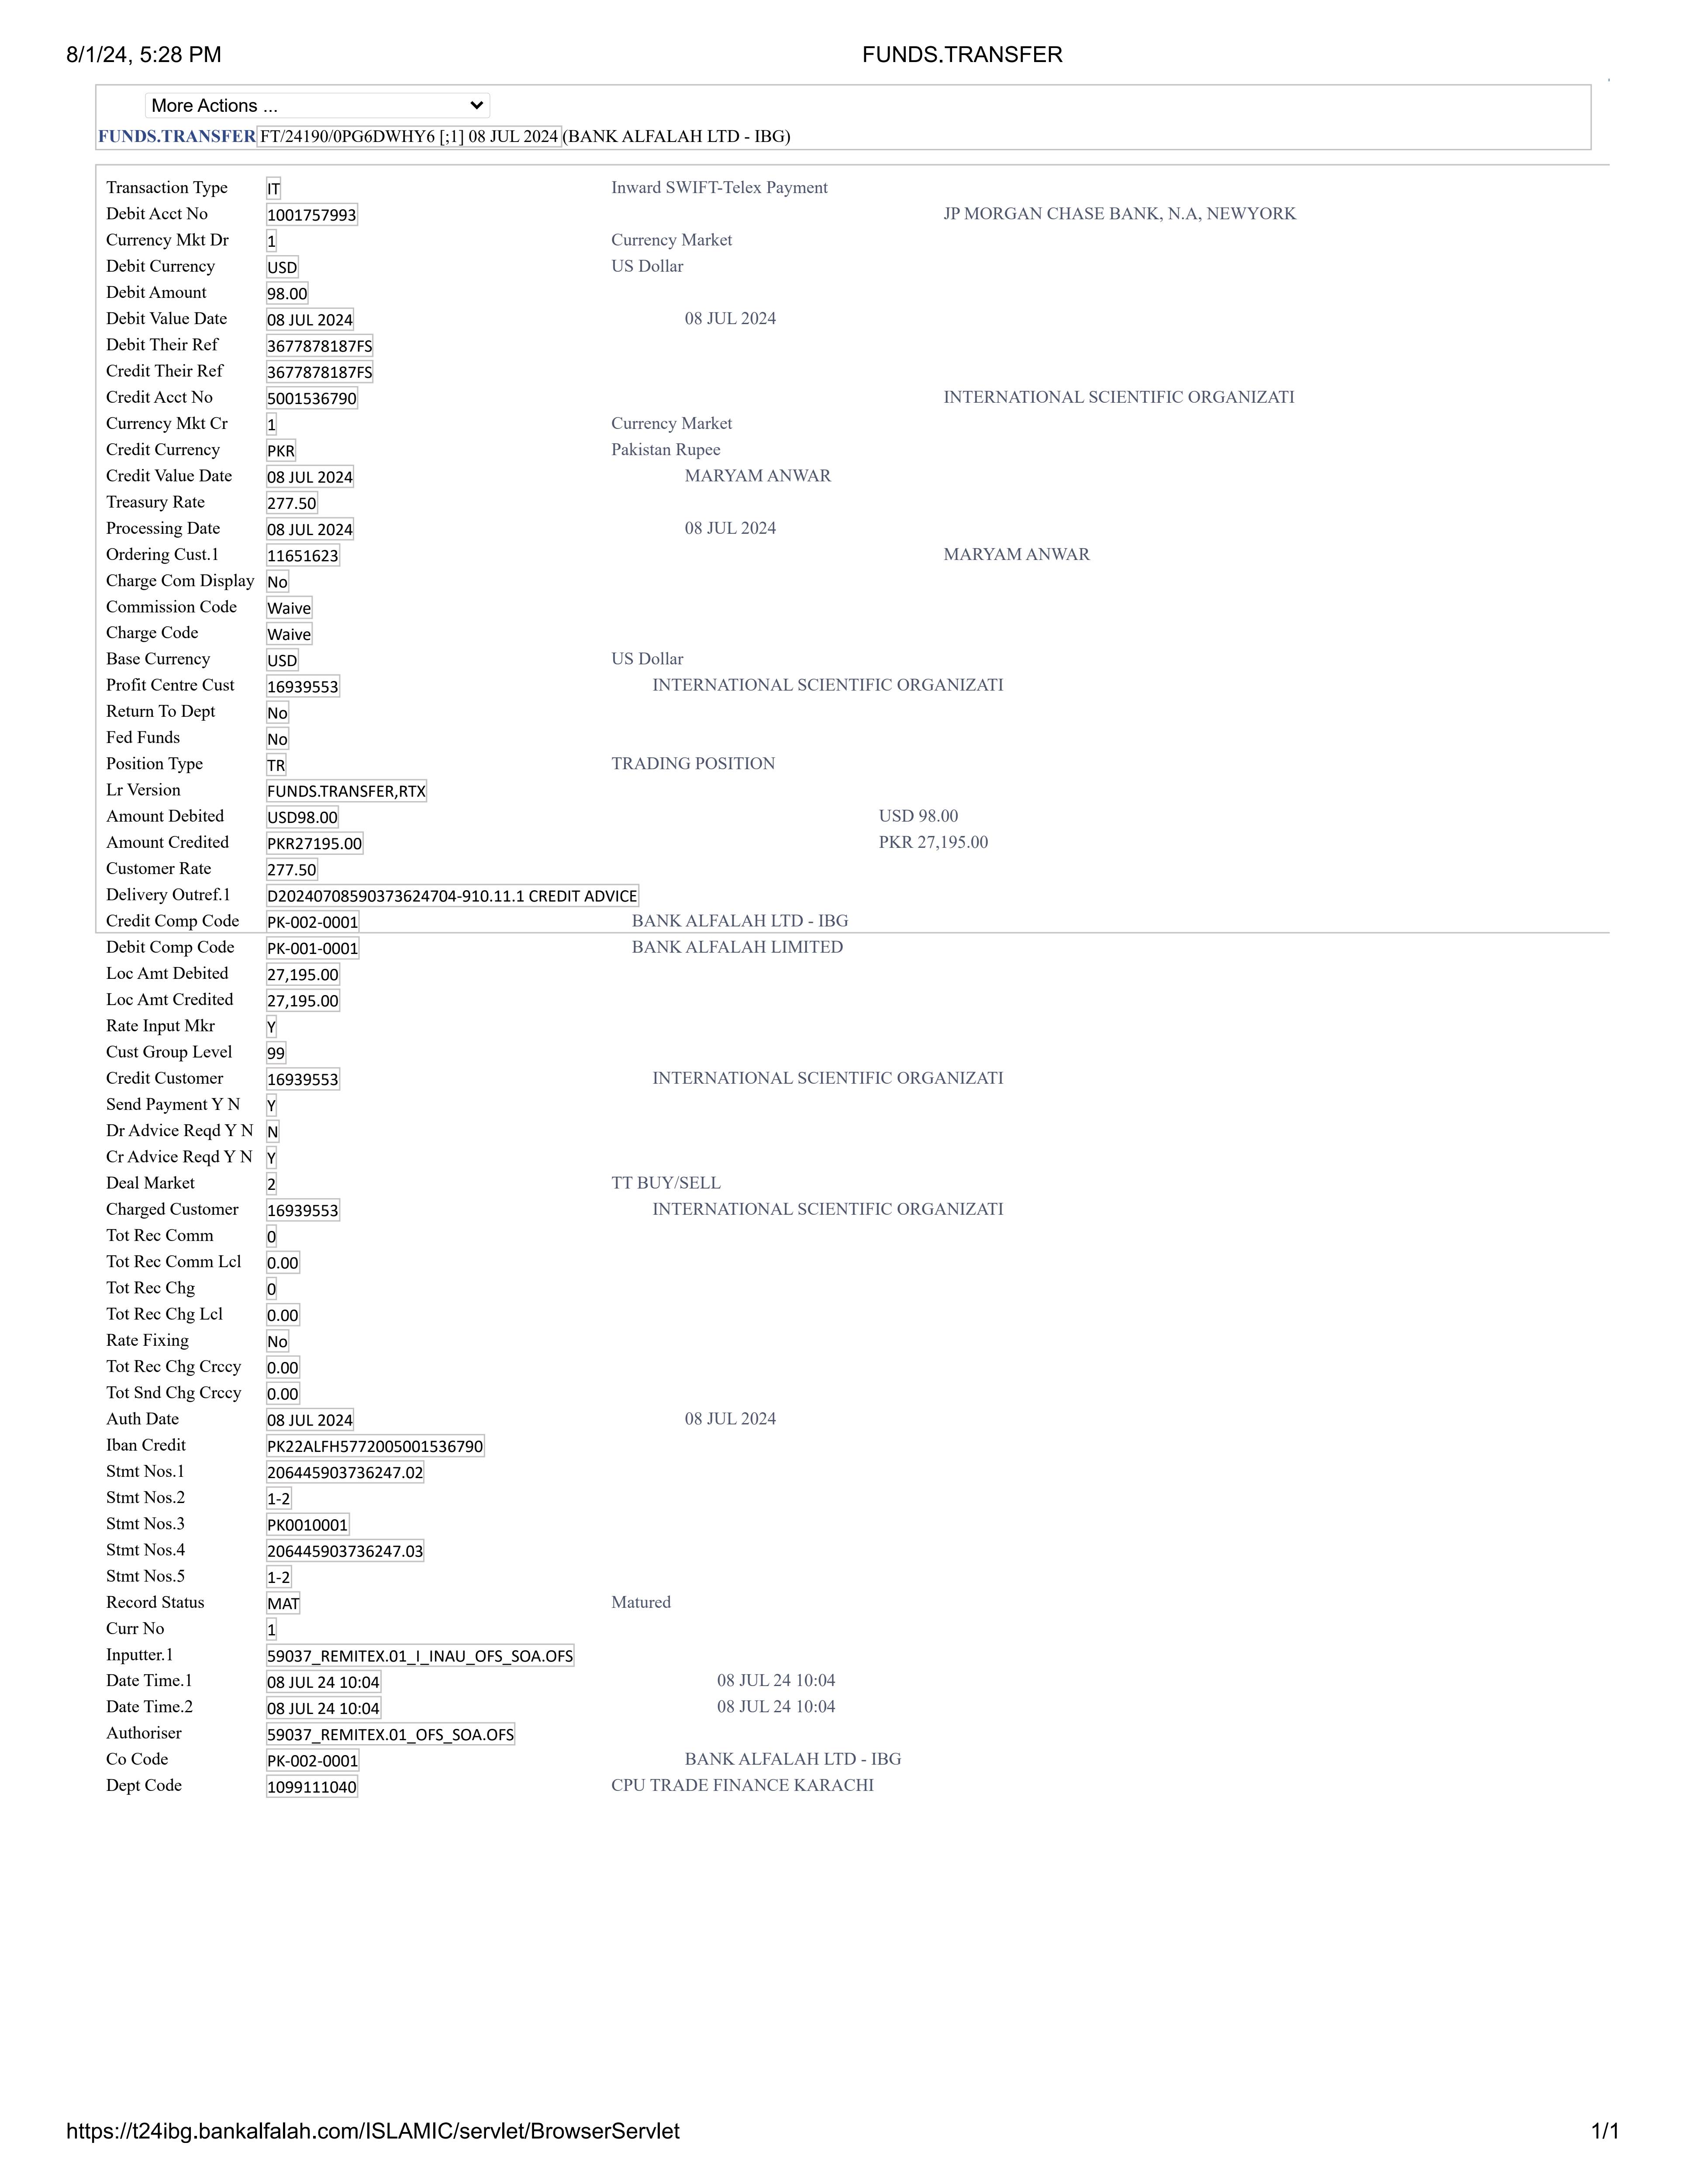 8/1/24, 5:28 PM FUNDS.TRANSFER
More Actions ...
FUNDS.TRANSFER FT/24190/0PG6DWHY6 [;1] 08 JUL 2024 (BANK ALFALAH LTD - IBG)
Transaction Type IT Inward SWIFT-Telex Payment
Debit Acct No 1001757993 JP MORGAN CHASE BANK, N.A, NEWYORK
Currency Mkt Dr 1 Currency Market
Debit Currency USD US Dollar
Debit Amount 98.00
Debit Value Date 08 JUL 2024 08 JUL 2024
Debit Their Ref 3677878187FS
Credit Their Ref 3677878187FS
Credit Acct No 5001536790 INTERNATIONAL SCIENTIFIC ORGANIZATI
Currency Mkt Cr 1 Currency Market
Credit Currency PKR Pakistan Rupee
Credit Value Date 08 JUL 2024 MARYAM ANWAR
Treasury Rate 277.50
Processing Date 08 JUL 2024 08 JUL 2024
Ordering Cust.1 11651623 MARYAM ANWAR
Charge Com Display No
Commission Code Waive
Charge Code Waive
Base Currency USD US Dollar
Profit Centre Cust 16939553 INTERNATIONAL SCIENTIFIC ORGANIZATI
Return To Dept No
Fed Funds No
Position Type TR TRADING POSITION
Lr Version FUNDS.TRANSFER,RTX
Amount Debited USD98.00 USD 98.00
Amount Credited PKR27195.00 PKR 27,195.00
Customer Rate 277.50
Delivery Outref.1 D20240708590373624704-910.11.1 CREDIT ADVICE
Credit Comp Code PK-002-0001 BANK ALFALAH LTD - IBG
Debit Comp Code PK-001-0001 BANK ALFALAH LIMITED
Loc Amt Debited 27,195.00
Loc Amt Credited 27,195.00
Rate Input Mkr Y
Cust Group Level 99
Credit Customer 16939553 INTERNATIONAL SCIENTIFIC ORGANIZATI
Send Payment Y N Y
Dr Advice Reqd Y N N
Cr Advice Reqd Y N Y
Deal Market 2 TT BUY/SELL
Charged Customer 16939553 INTERNATIONAL SCIENTIFIC ORGANIZATI
Tot Rec Comm 0
Tot Rec Comm Lcl 0.00
Tot Rec Chg 0
Tot Rec Chg Lcl 0.00
Rate Fixing No
Tot Rec Chg Crccy 0.00
Tot Snd Chg Crccy 0.00
Auth Date 08 JUL 2024 08 JUL 2024
Iban Credit PK22ALFH5772005001536790
Stmt Nos.1 206445903736247.02
Stmt Nos.2 1-2
Stmt Nos.3 PK0010001
Stmt Nos.4 206445903736247.03
Stmt Nos.5 1-2
Record Status MAT Matured
Curr No 1
Inputter.1 59037_REMITEX.01_I_INAU_OFS_SOA.OFS
Date Time.1 08 JUL 24 10:04 08 JUL 24 10:04
Date Time.2 08 JUL 24 10:04 08 JUL 24 10:04
Authoriser 59037_REMITEX.01_OFS_SOA.OFS
Co Code PK-002-0001 BANK ALFALAH LTD - IBG
Dept Code 1099111040 CPU TRADE FINANCE KARACHI
https://t24ibg.bankalfalah.com/ISLAMIC/servlet/BrowserServlet 1/1